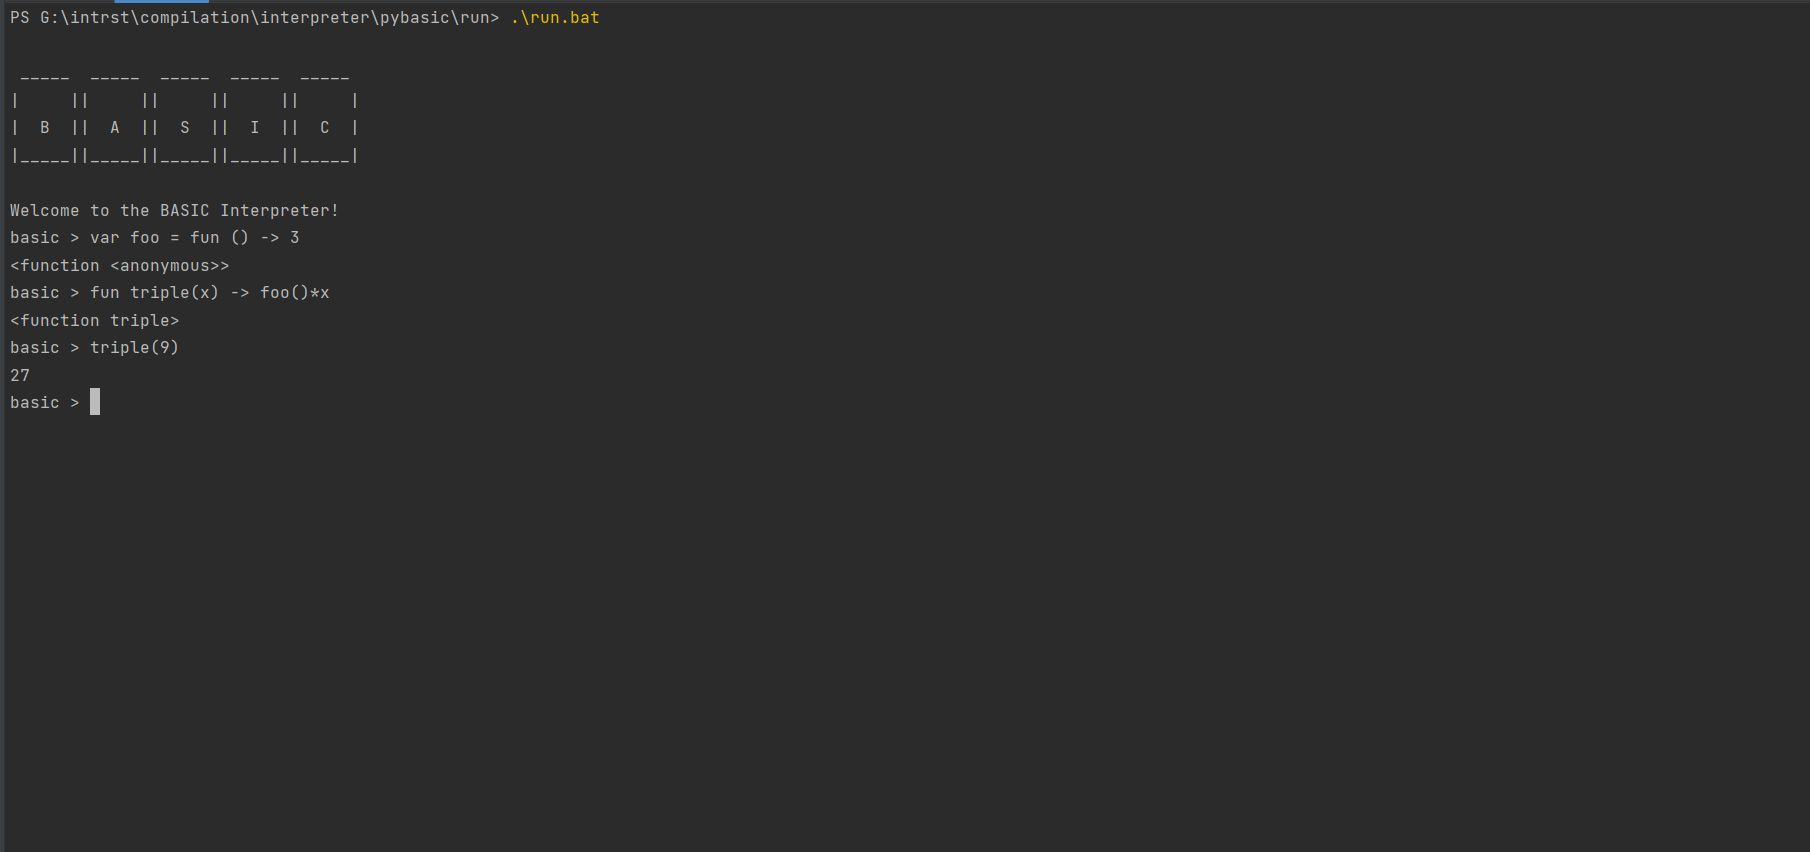 PS G:\intrst\compilation\interpreter\pybasic\run> .\run.bat
 _____  _____  _____  _____  _____
|     ||     ||     ||     ||     |
|  B  ||  A  ||  S  ||  I  ||  C  |
|_____||_____||_____||_____||_____|
Welcome to the BASIC Interpreter!
basic > var foo = fun () -> 3
<function <anonymous>>
basic > fun triple(x) -> foo()*x
<function triple>
basic > triple(9)
27
basic >